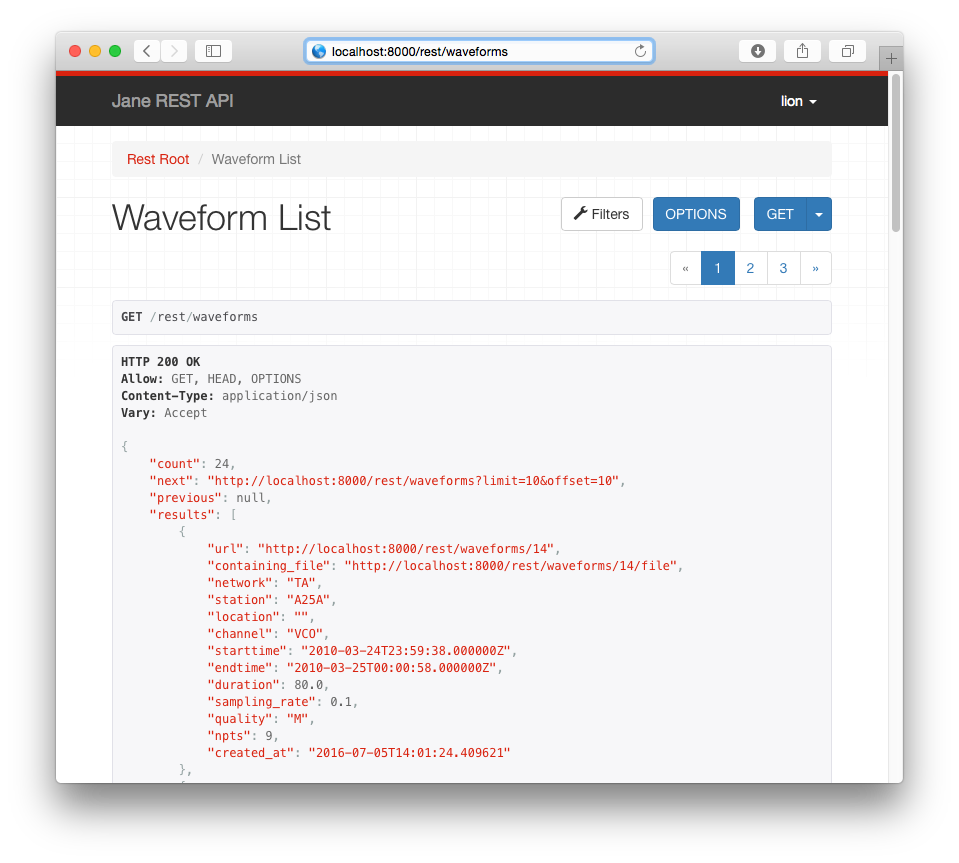 localhost:8000/rest/waveforms
Jane REST API
lion
Rest Root / Waveform List
Waveform List
Filters
OPTIONS
GET
« 1 2 3 »
GET /rest/waveforms
HTTP 200 OK
Allow: GET, HEAD, OPTIONS
Content-Type: application/json
Vary: Accept
{
    "count": 24,
    "next": "http://localhost:8000/rest/waveforms?limit=10&offset=10",
    "previous": null,
    "results": [
        {
            "url": "http://localhost:8000/rest/waveforms/14",
            "containing_file": "http://localhost:8000/rest/waveforms/14/file",
            "network": "TA",
            "station": "A25A",
            "location": "",
            "channel": "VCO",
            "starttime": "2010-03-24T23:59:38.000000Z",
            "endtime": "2010-03-25T00:00:58.000000Z",
            "duration": 80.0,
            "sampling_rate": 0.1,
            "quality": "M",
            "npts": 9,
            "created_at": "2016-07-05T14:01:24.409621"
        },